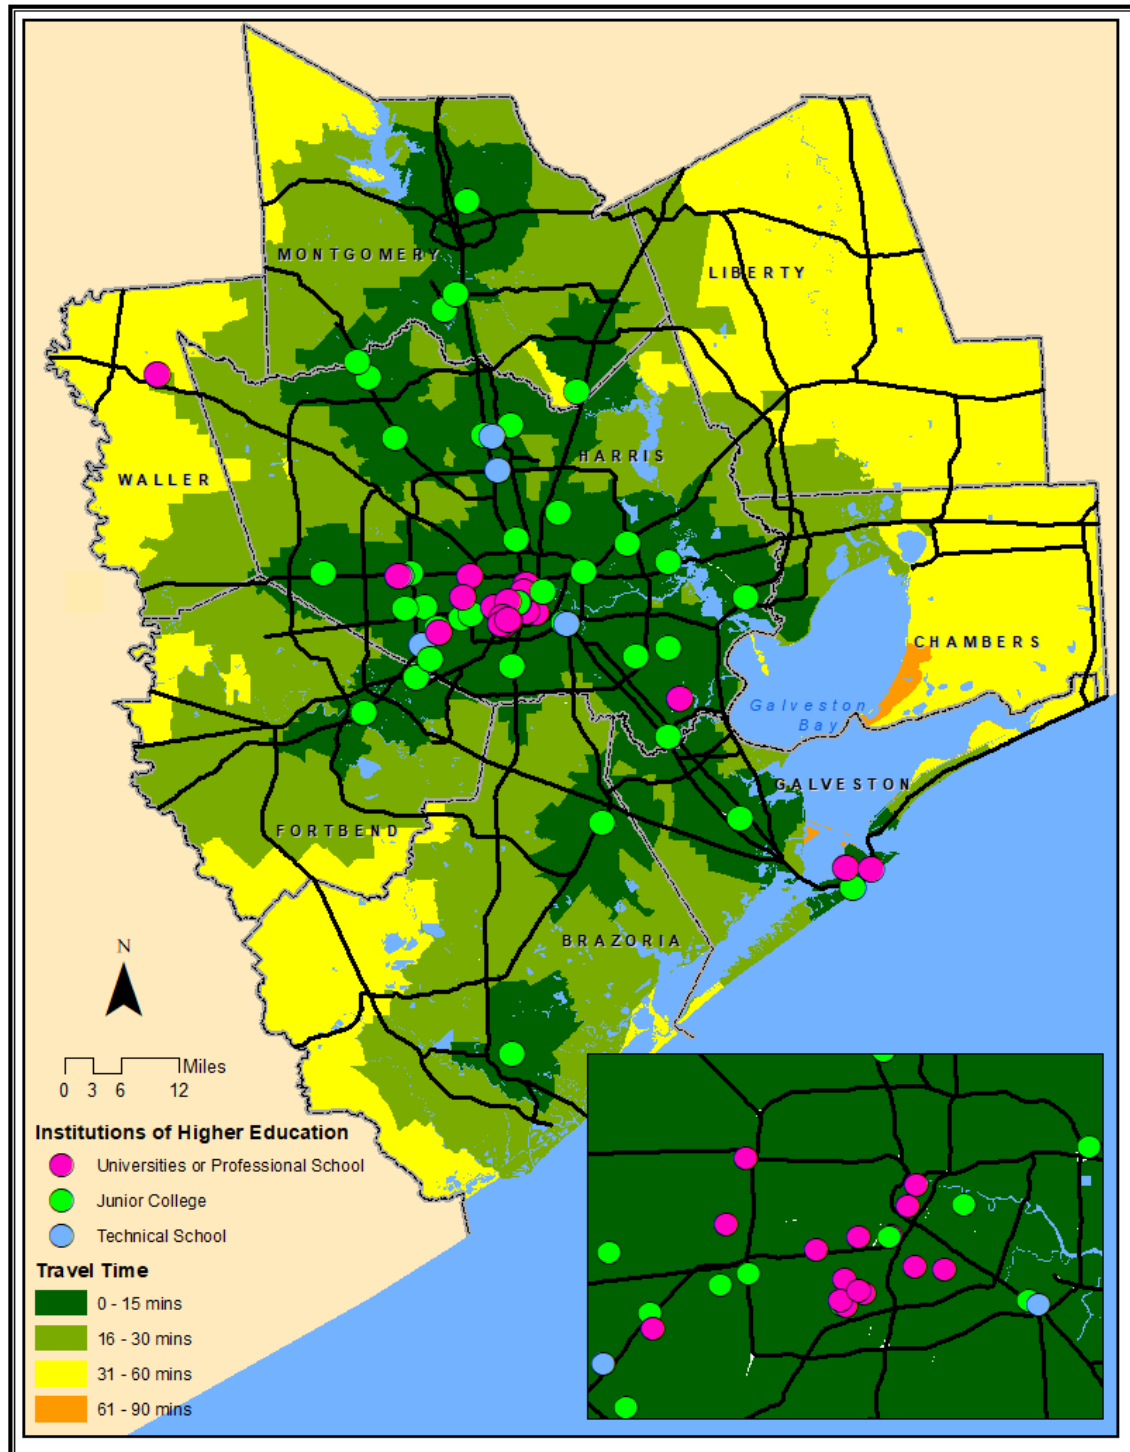 MONTGOMERY
LIBERTY
HARRIS
WALLER
CHAMBERS
Galveston
Bay
GALVESTON
FORTBEND
BRAZORIA
N
Miles
0 3 6 12
Institutions of Higher Education
Universities or Professional School
Junior College
Technical School
Travel Time
0 - 15 mins
16 - 30 mins
31 - 60 mins
61 - 90 mins